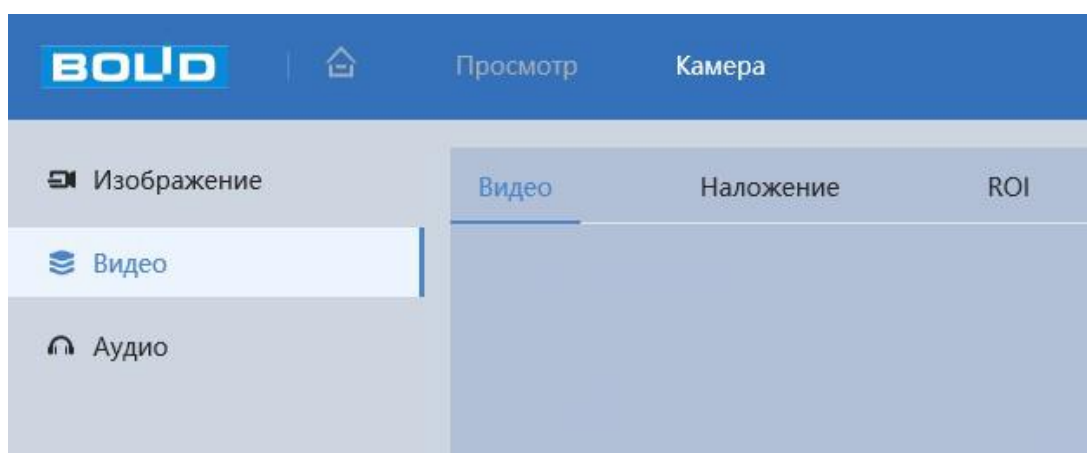 BOLID Просмотр Камера
Изображение
Видео Наложение ROI
Видео
Аудио